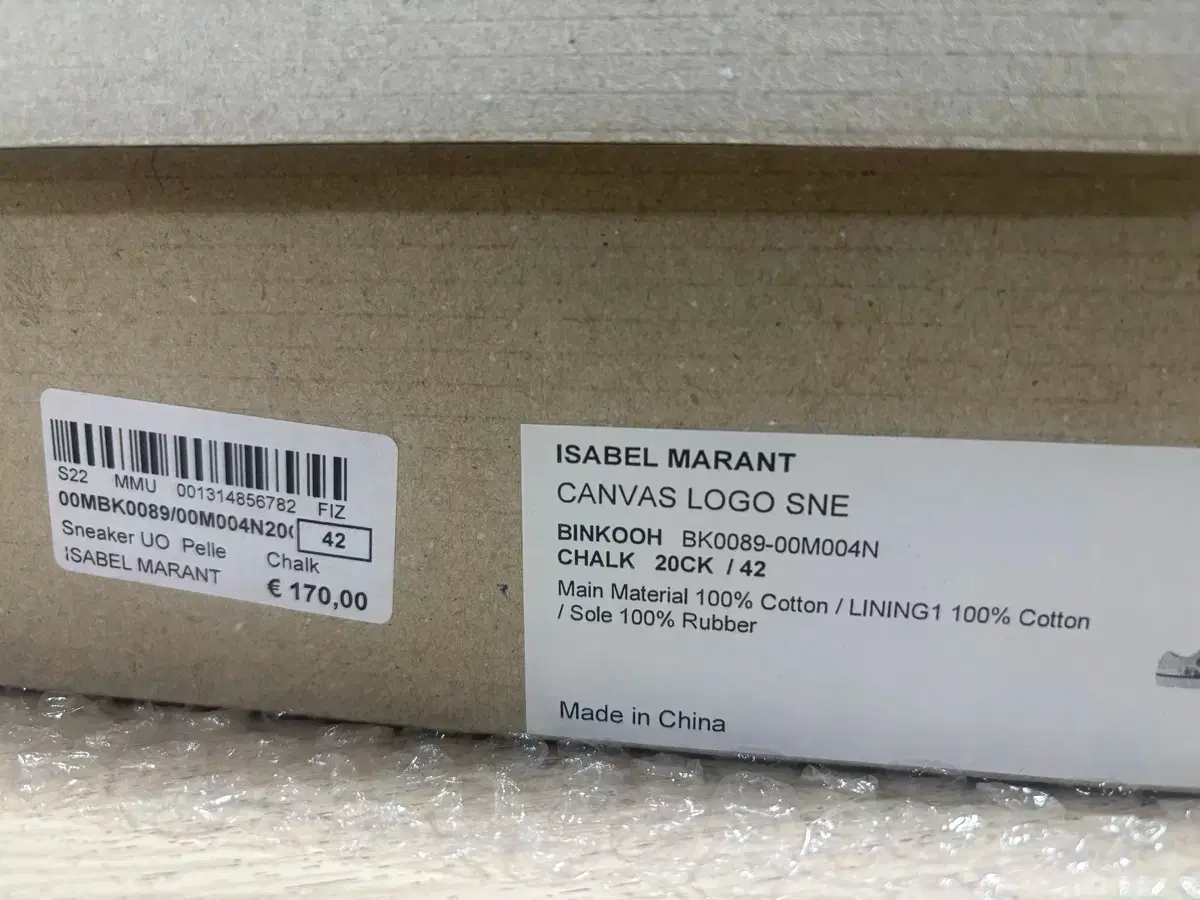 S22 MMU 001314856782 FIZ
00MBK0089/00M004N20
42
Sneaker UO Pelle Chalk
ISABEL MARANT
€ 170,00
ISABEL MARANT
CANVAS LOGO SNE
BINKOOH BK0089-00M004N
CHALK 20CK / 42
Main Material 100% Cotton / LINING1 100% Cotton
/ Sole 100% Rubber
Made in China